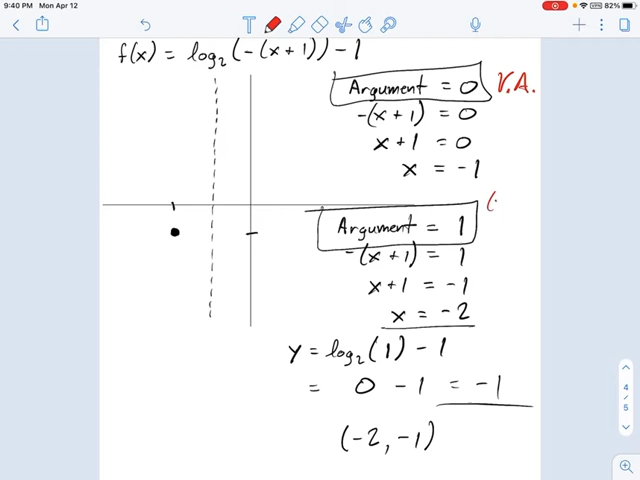 9:40 PM Mon Apr 12
82%
f(x) = log₂(-(x+1)) - 1
Argument = 0 V.A.
-(x+1) = 0
x+1 = 0
x = -1
(
Argument = 1
-(x+1) = 1
x+1 = -1
x = -2
y = log₂(1) - 1
= 0 - 1 = -1
(-2, -1)
4
/
5